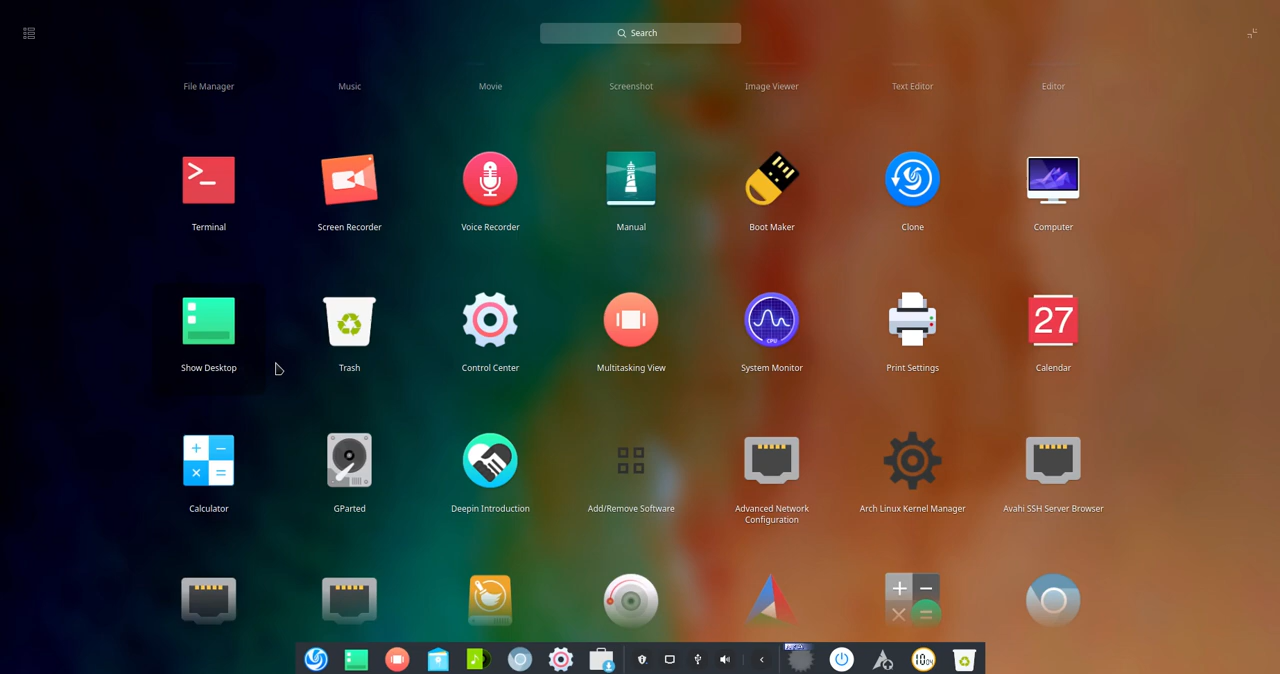 Search
File Manager
Music
Movie
Screenshot
Image Viewer
Text Editor
Editor
Terminal
Screen Recorder
Voice Recorder
Manual
Boot Maker
Clone
Computer
CPU
27
Show Desktop
Trash
Control Center
Multitasking View
System Monitor
Print Settings
Calendar
Calculator
GParted
Deepin Introduction
Add/Remove Software
Advanced Network
Configuration
Arch Linux Kernel Manager
Avahi SSH Server Browser
10 04